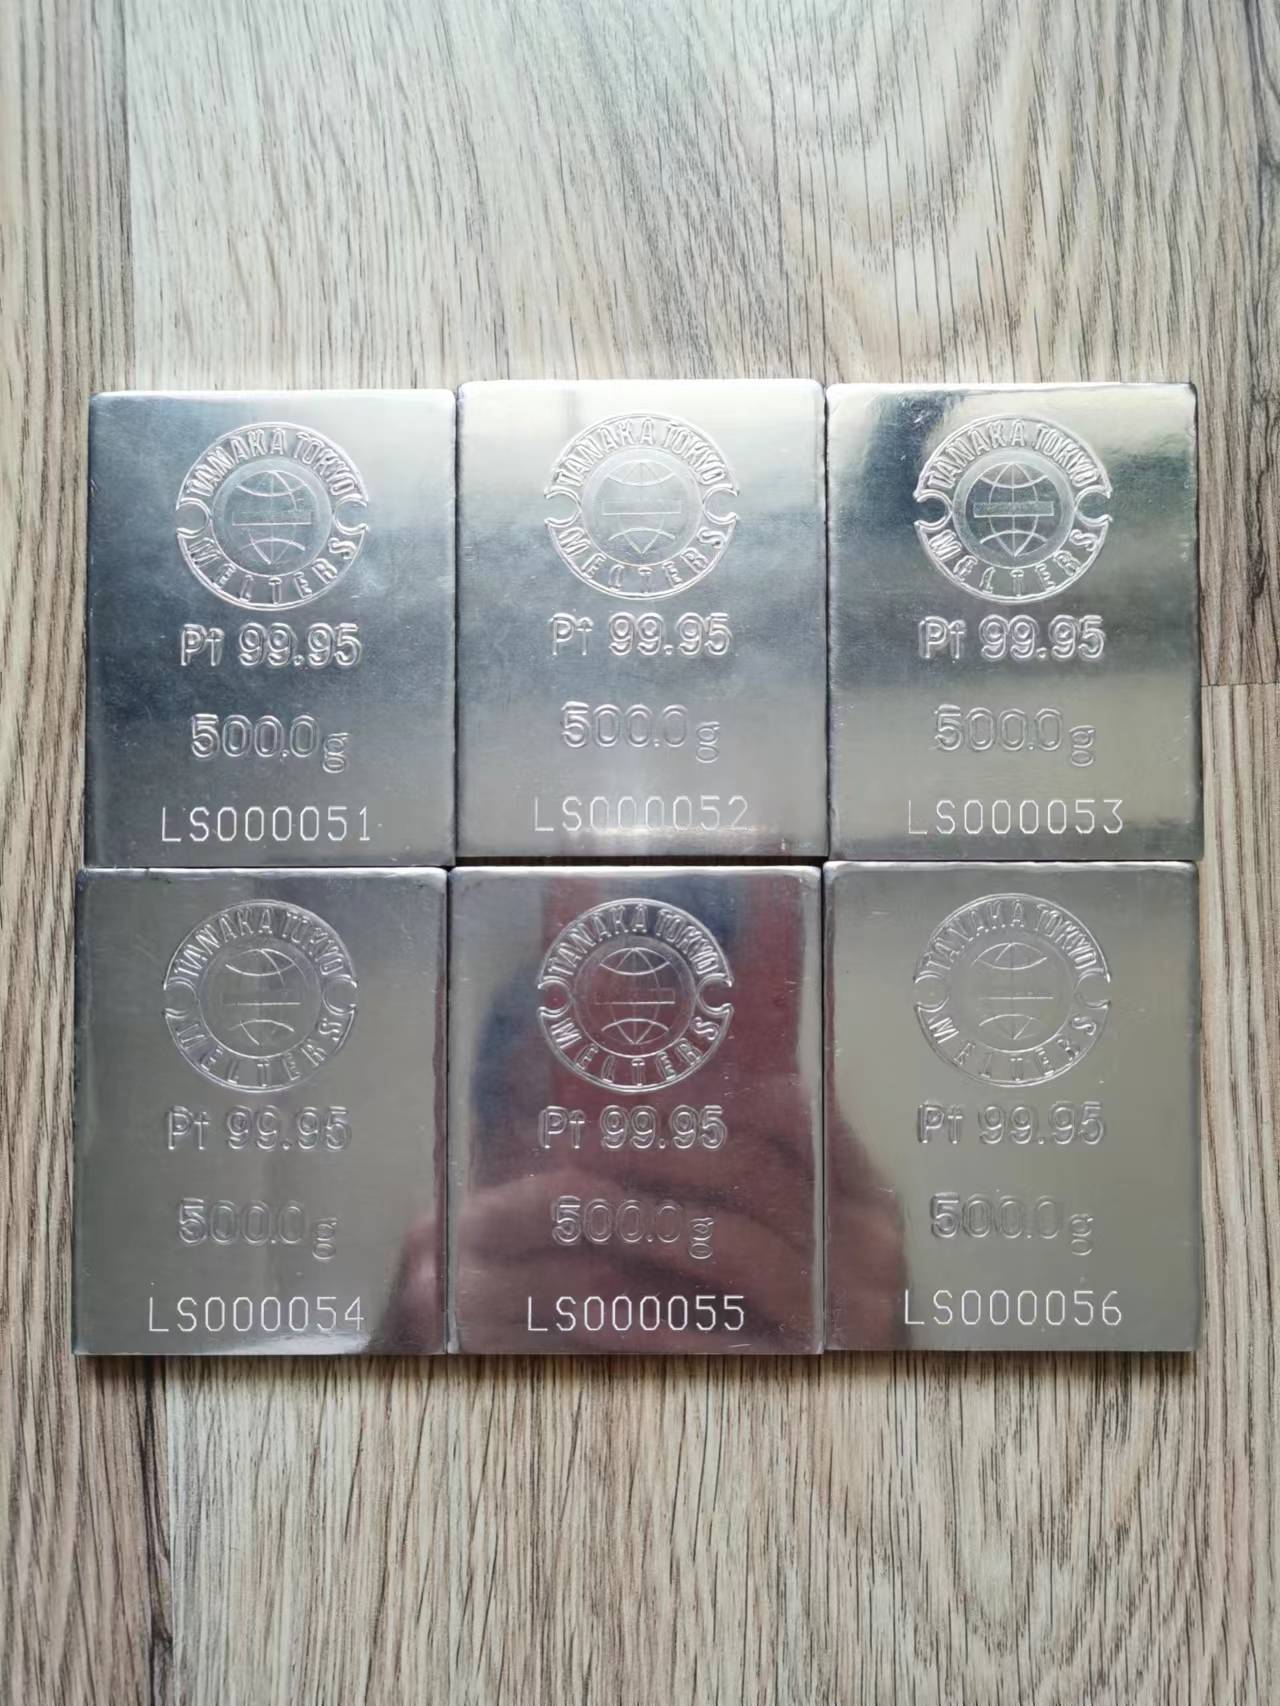 TANAKA TOKYO
MELTERS
Pt 99.95
500.0g
LS000051
TANAKA TOKYO
MELTERS
Pt 99.95
500.0g
LS000052
TANAKA TOKYO
MELTERS
Pt 99.95
500.0g
LS000053
TANAKA TOKYO
MELTERS
Pt 99.95
500.0g
LS000054
TANAKA TOKYO
MELTERS
Pt 99.95
500.0g
LS000055
TANAKA TOKYO
MELTERS
Pt 99.95
500.0g
LS000056